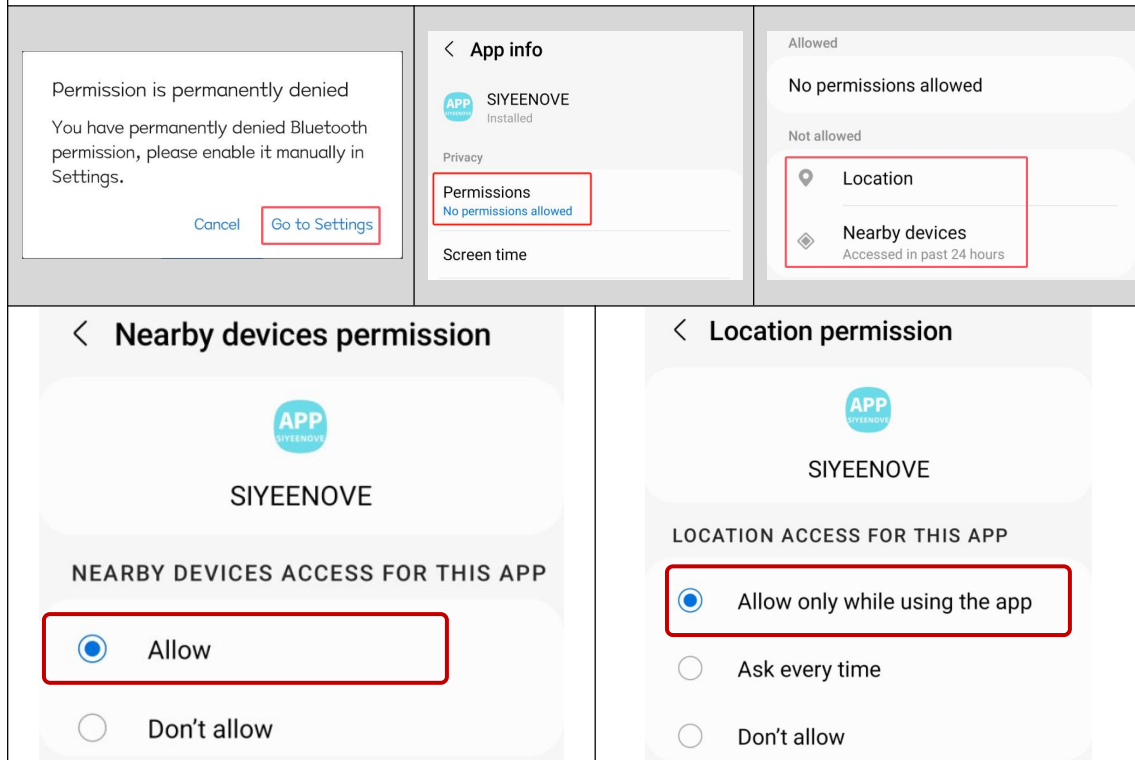 Permission is permanently denied
You have permanently denied Bluetooth
permission, please enable it manually in
Settings.
Cancel Go to Settings
App info
APP
SIYEENOVE
SIYEENOVE
Installed
Privacy
Permissions
No permissions allowed
Screen time
Allowed
No permissions allowed
Not allowed
Location
Nearby devices
Accessed in past 24 hours
Nearby devices permission
APP
SIYEENOVE
SIYEENOVE
NEARBY DEVICES ACCESS FOR THIS APP
Allow
Don't allow
Location permission
APP
SIYEENOVE
SIYEENOVE
LOCATION ACCESS FOR THIS APP
Allow only while using the app
Ask every time
Don't allow